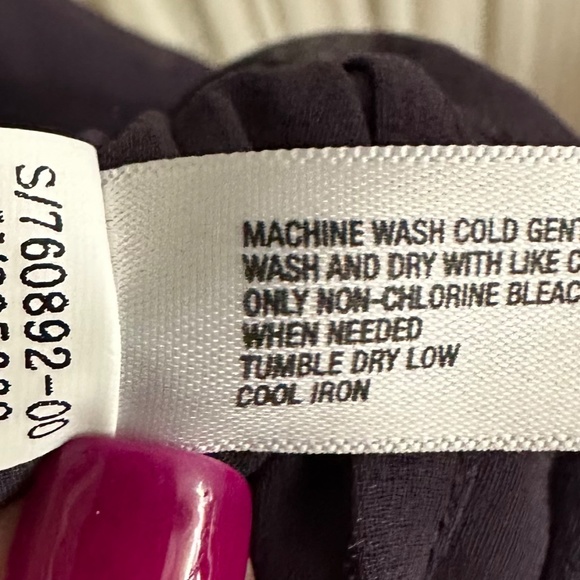 S/760892-00
MACHINE WASH COLD GENT
WASH AND DRY WITH LIKE C
ONLY NON-CHLORINE BLEAC
WHEN NEEDED
TUMBLE DRY LOW
COOL IRON